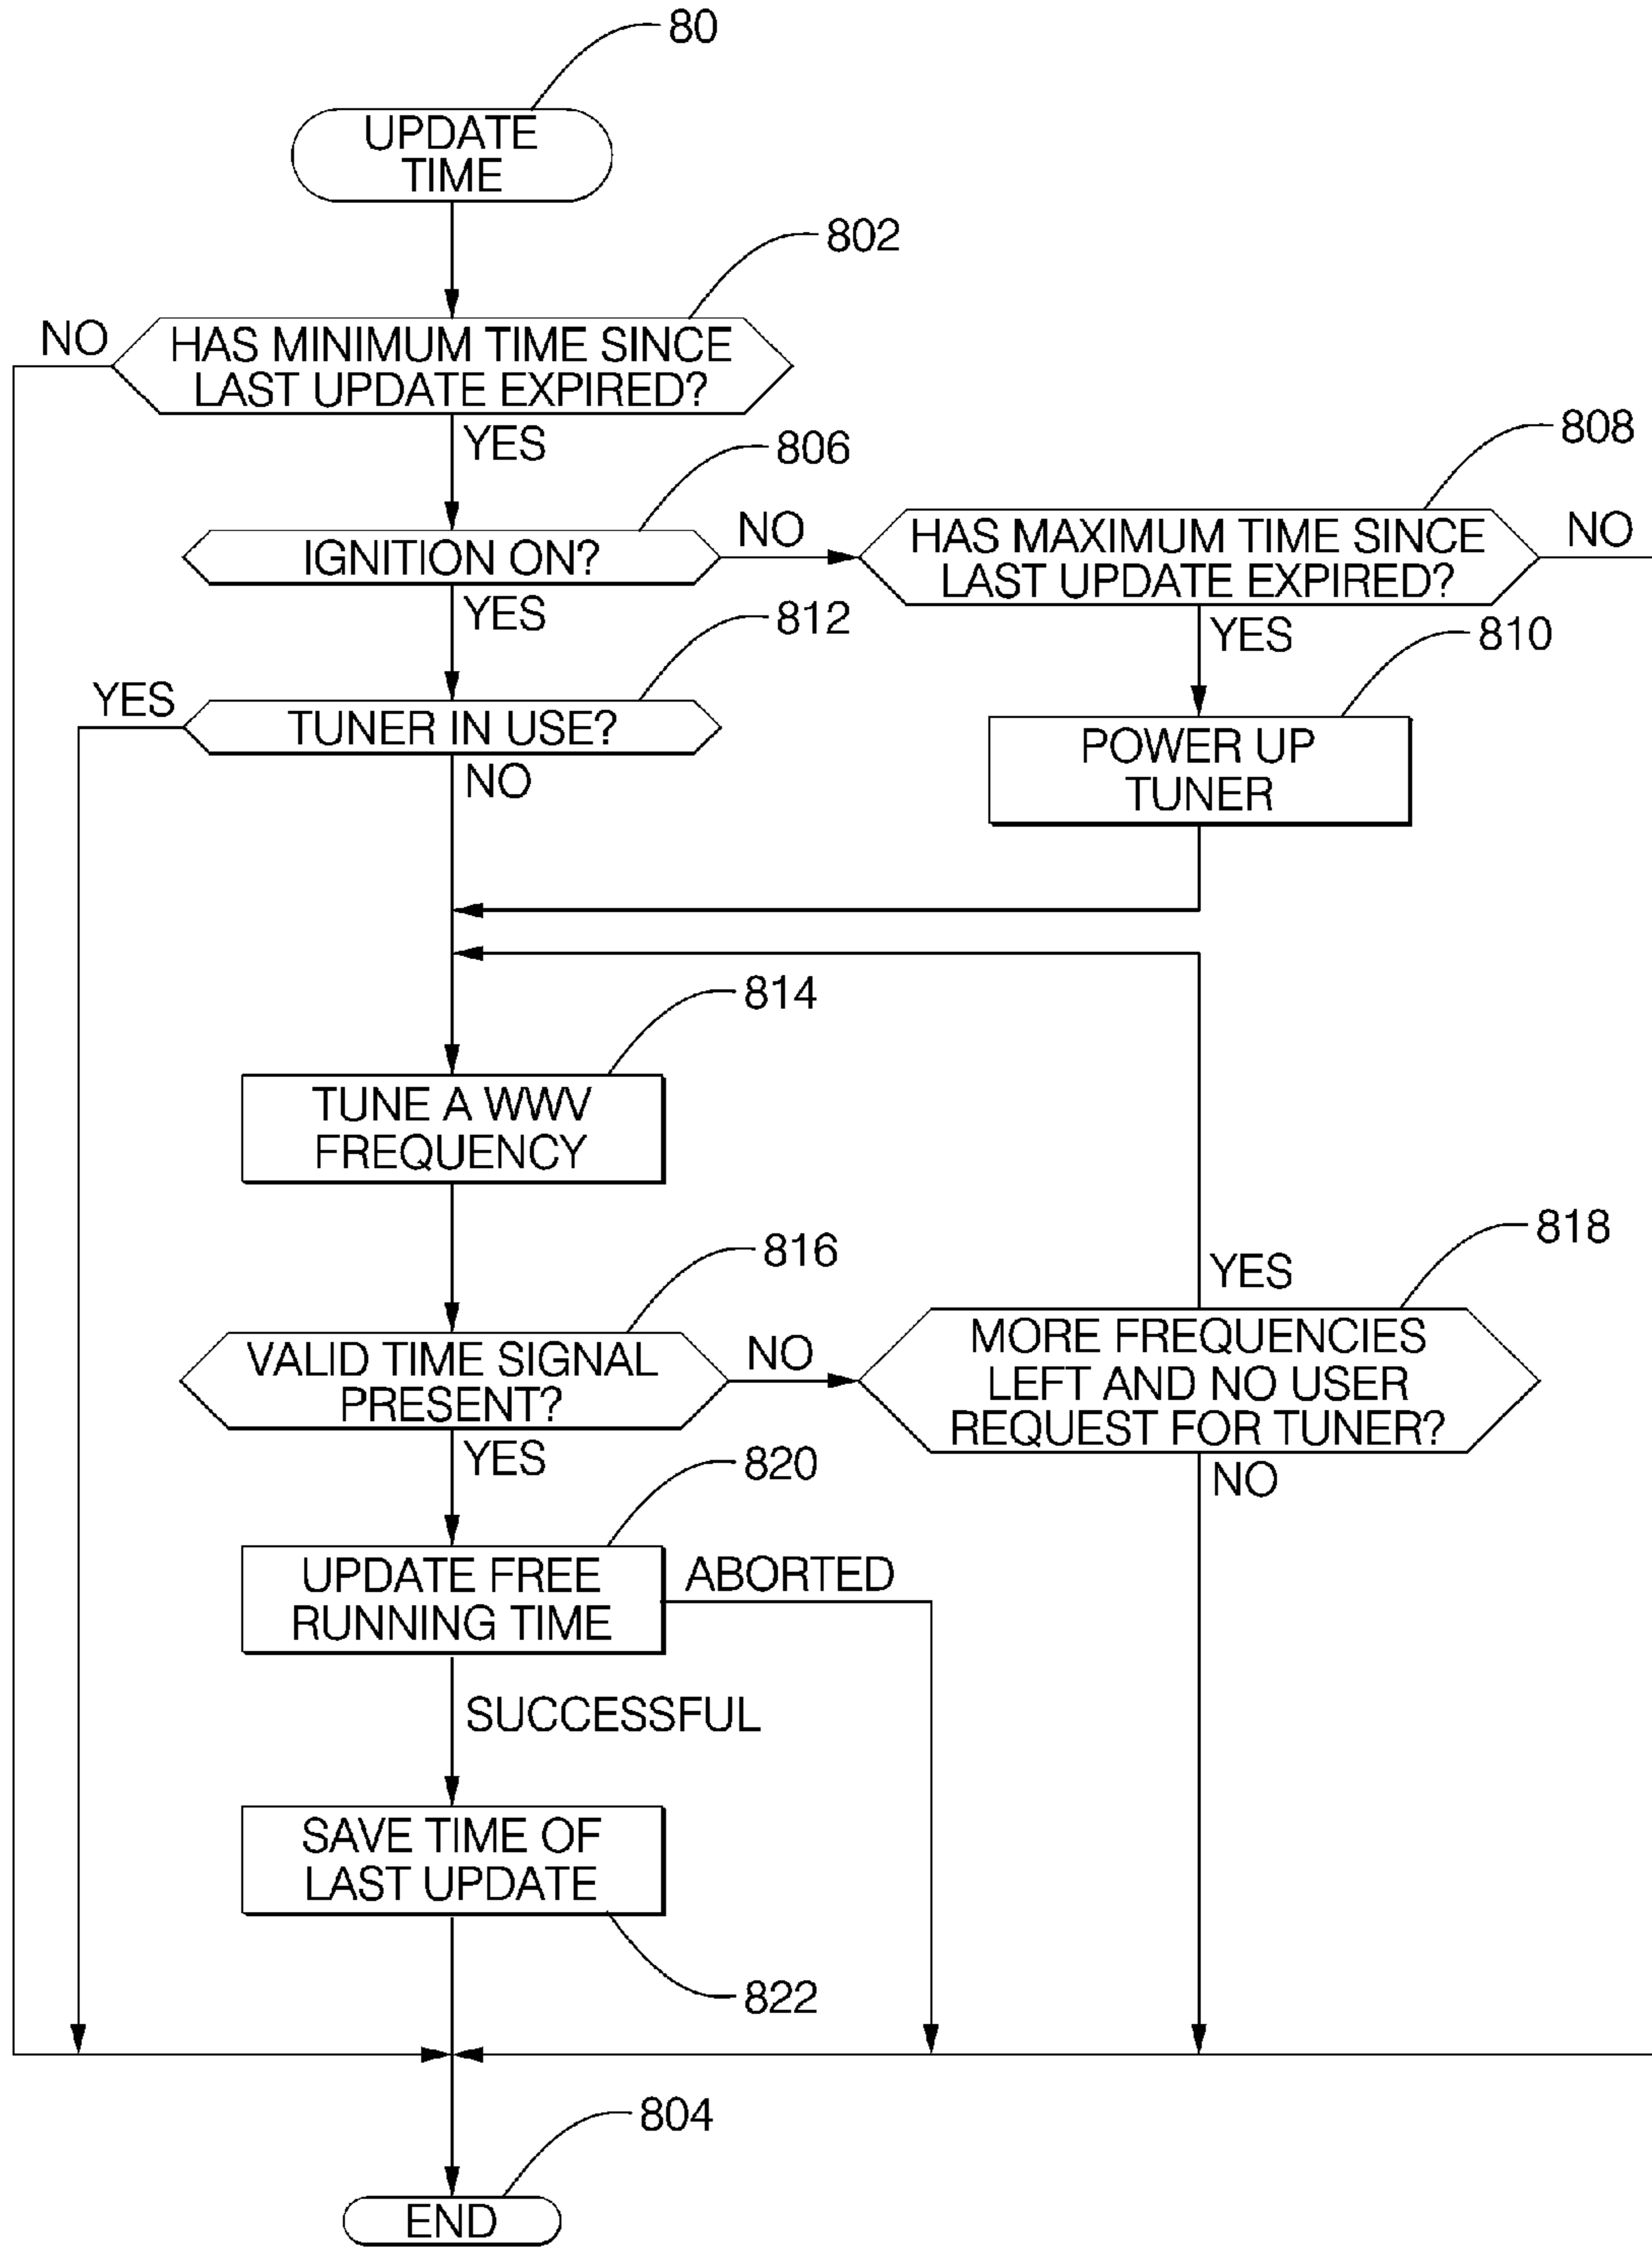 80
UPDATE
TIME
802
NO
HAS MINIMUM TIME SINCE
LAST UPDATE EXPIRED?
YES
806
IGNITION ON?
NO
808
HAS MAXIMUM TIME SINCE
LAST UPDATE EXPIRED?
NO
YES
812
YES
810
YES
TUNER IN USE?
NO
POWER UP
TUNER
814
TUNE A WWV
FREQUENCY
816
VALID TIME SIGNAL
PRESENT?
NO
818
YES
MORE FREQUENCIES
LEFT AND NO USER
REQUEST FOR TUNER?
NO
YES
820
UPDATE FREE
RUNNING TIME
ABORTED
SUCCESSFUL
SAVE TIME OF
LAST UPDATE
822
804
END